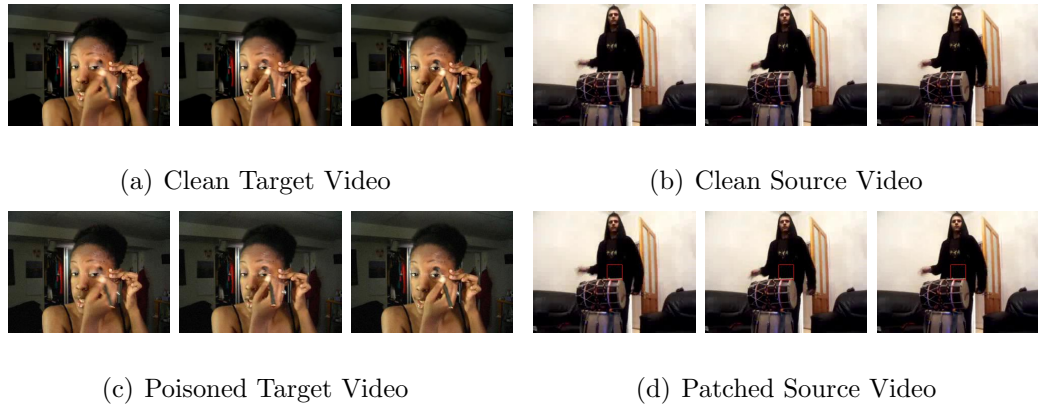 (a) Clean Target Video
(b) Clean Source Video
(c) Poisoned Target Video
(d) Patched Source Video